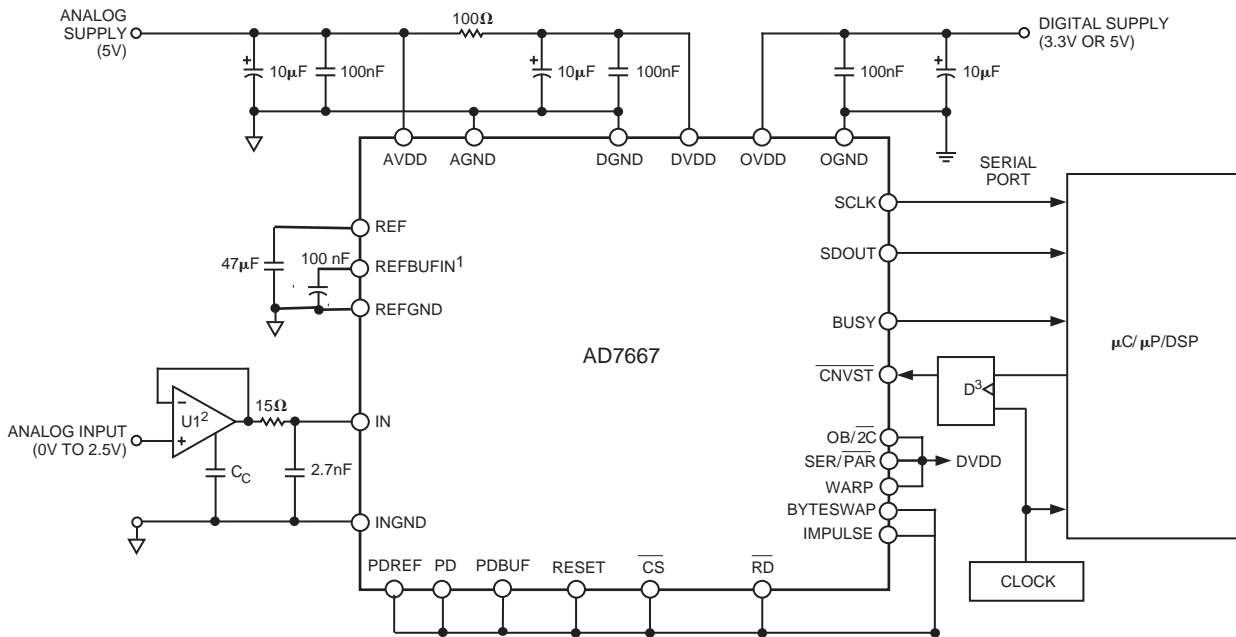 ANALOG
SUPPLY
(5V)
100Ω
DIGITAL SUPPLY
(3.3V OR 5V)
+
10μF
100nF
+
10μF
100nF
100nF
+
10μF
AVDD
AGND
DGND
DVDD
OVDD
OGND
SERIAL
PORT
SCLK
REF
SDOUT
47μF
100 nF
REFBUFIN1
REFGND
BUSY
AD7667
μC/μP/DSP
CNVST
D3
−
U12
+
15Ω
IN
ANALOG INPUT
(0V TO 2.5V)
OB/2C
SER/PAR
DVDD
WARP
CC
2.7nF
BYTESWAP
INGND
IMPULSE
PDREF
PD
PDBUF
RESET
CS
RD
CLOCK